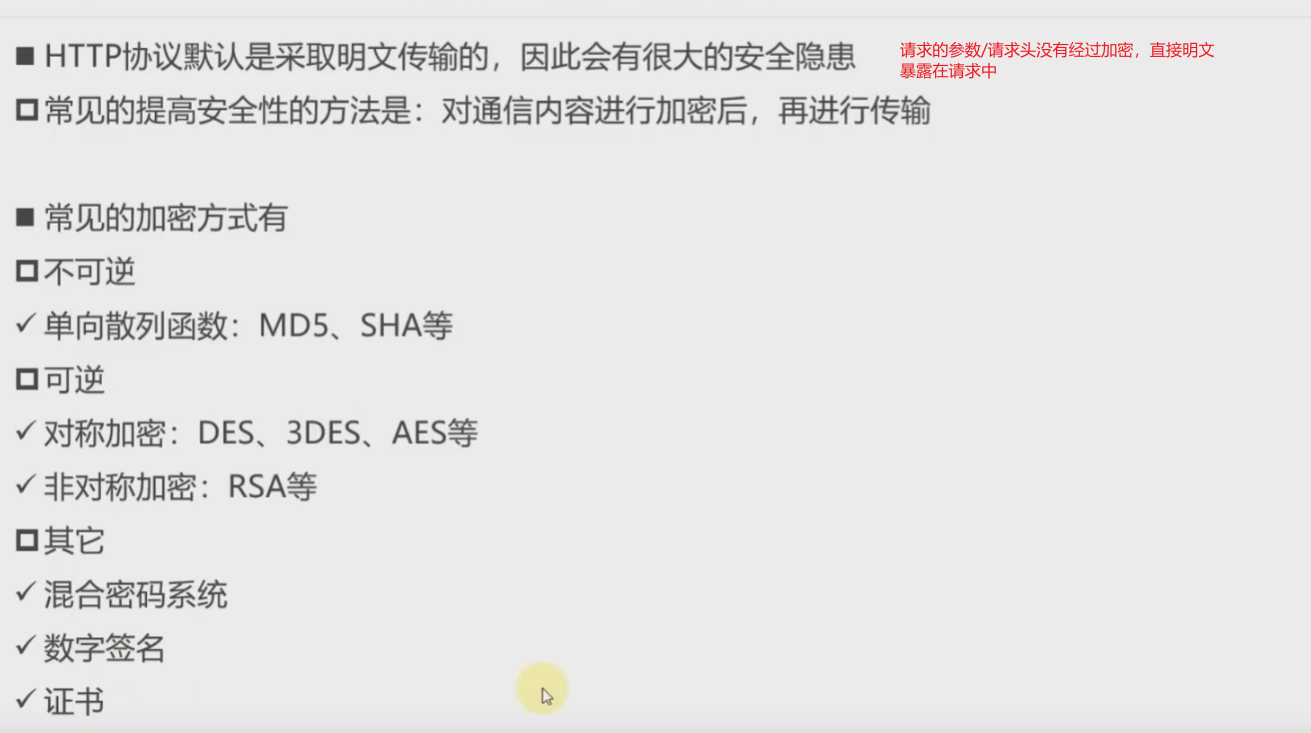 ■ HTTP协议默认是采取明文传输的，因此会有很大的安全隐患
请求的参数/请求头没有经过加密，直接明文
暴露在请求中
常见的提高安全性的方法是：对通信内容进行加密后，再进行传输
■ 常见的加密方式有
不可逆
✓ 单向散列函数：MD5、SHA等
可逆
✓ 对称加密：DES、3DES、AES等
✓ 非对称加密：RSA等
其它
✓ 混合密码系统
✓ 数字签名
✓ 证书